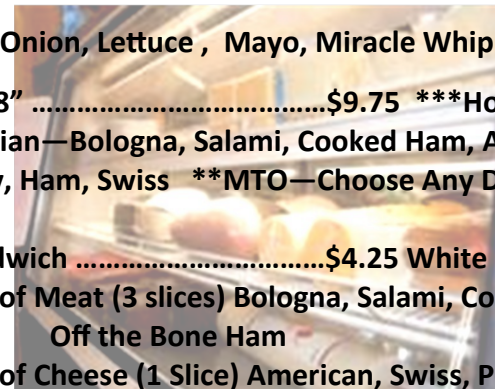 Onion, Lettuce , Mayo, Miracle Whip
8” …………………………………$9.75 ***Ho
ian—Bologna, Salami, Cooked Ham, A
, Ham, Swiss **MTO—Choose Any D
dwich ……………………………$4.25 White
of Meat (3 slices) Bologna, Salami, Co
Off the Bone Ham
of Cheese (1 Slice) American, Swiss, P